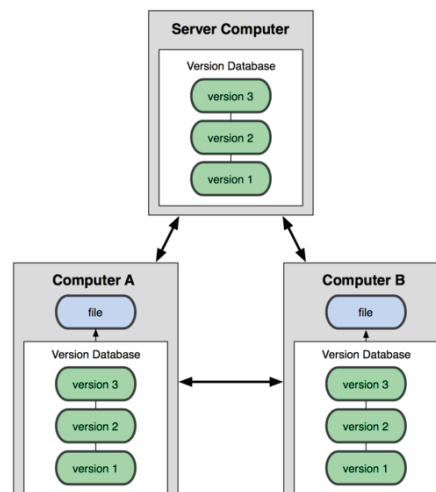 Server Computer
Version Database
version 3
version 2
version 1
Computer A
file
Version Database
version 3
version 2
version 1
Computer B
file
Version Database
version 3
version 2
version 1